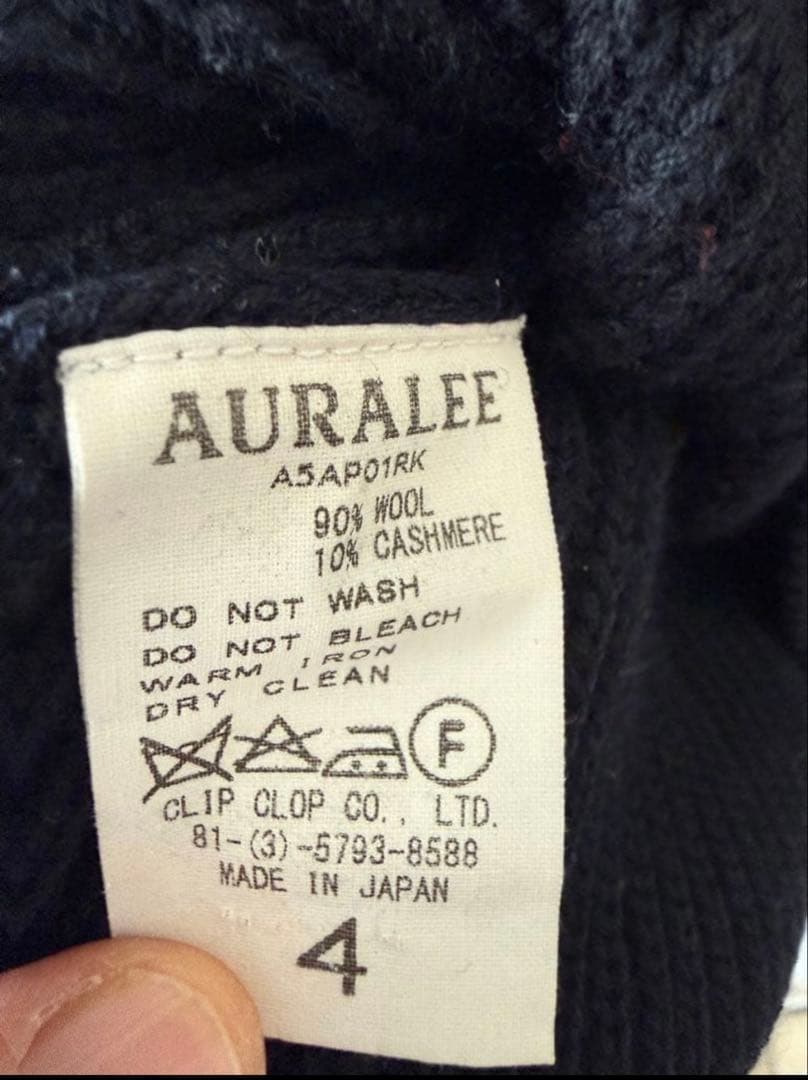 AURALEE
A5AP01RK
90% WOOL
10% CASHMERE
DO NOT WASH
DO NOT BLEACH
WARM IRON
DRY CLEAN
F
CLIP CLOP CO., LTD.
81-(3)-5793-8588
MADE IN JAPAN
4